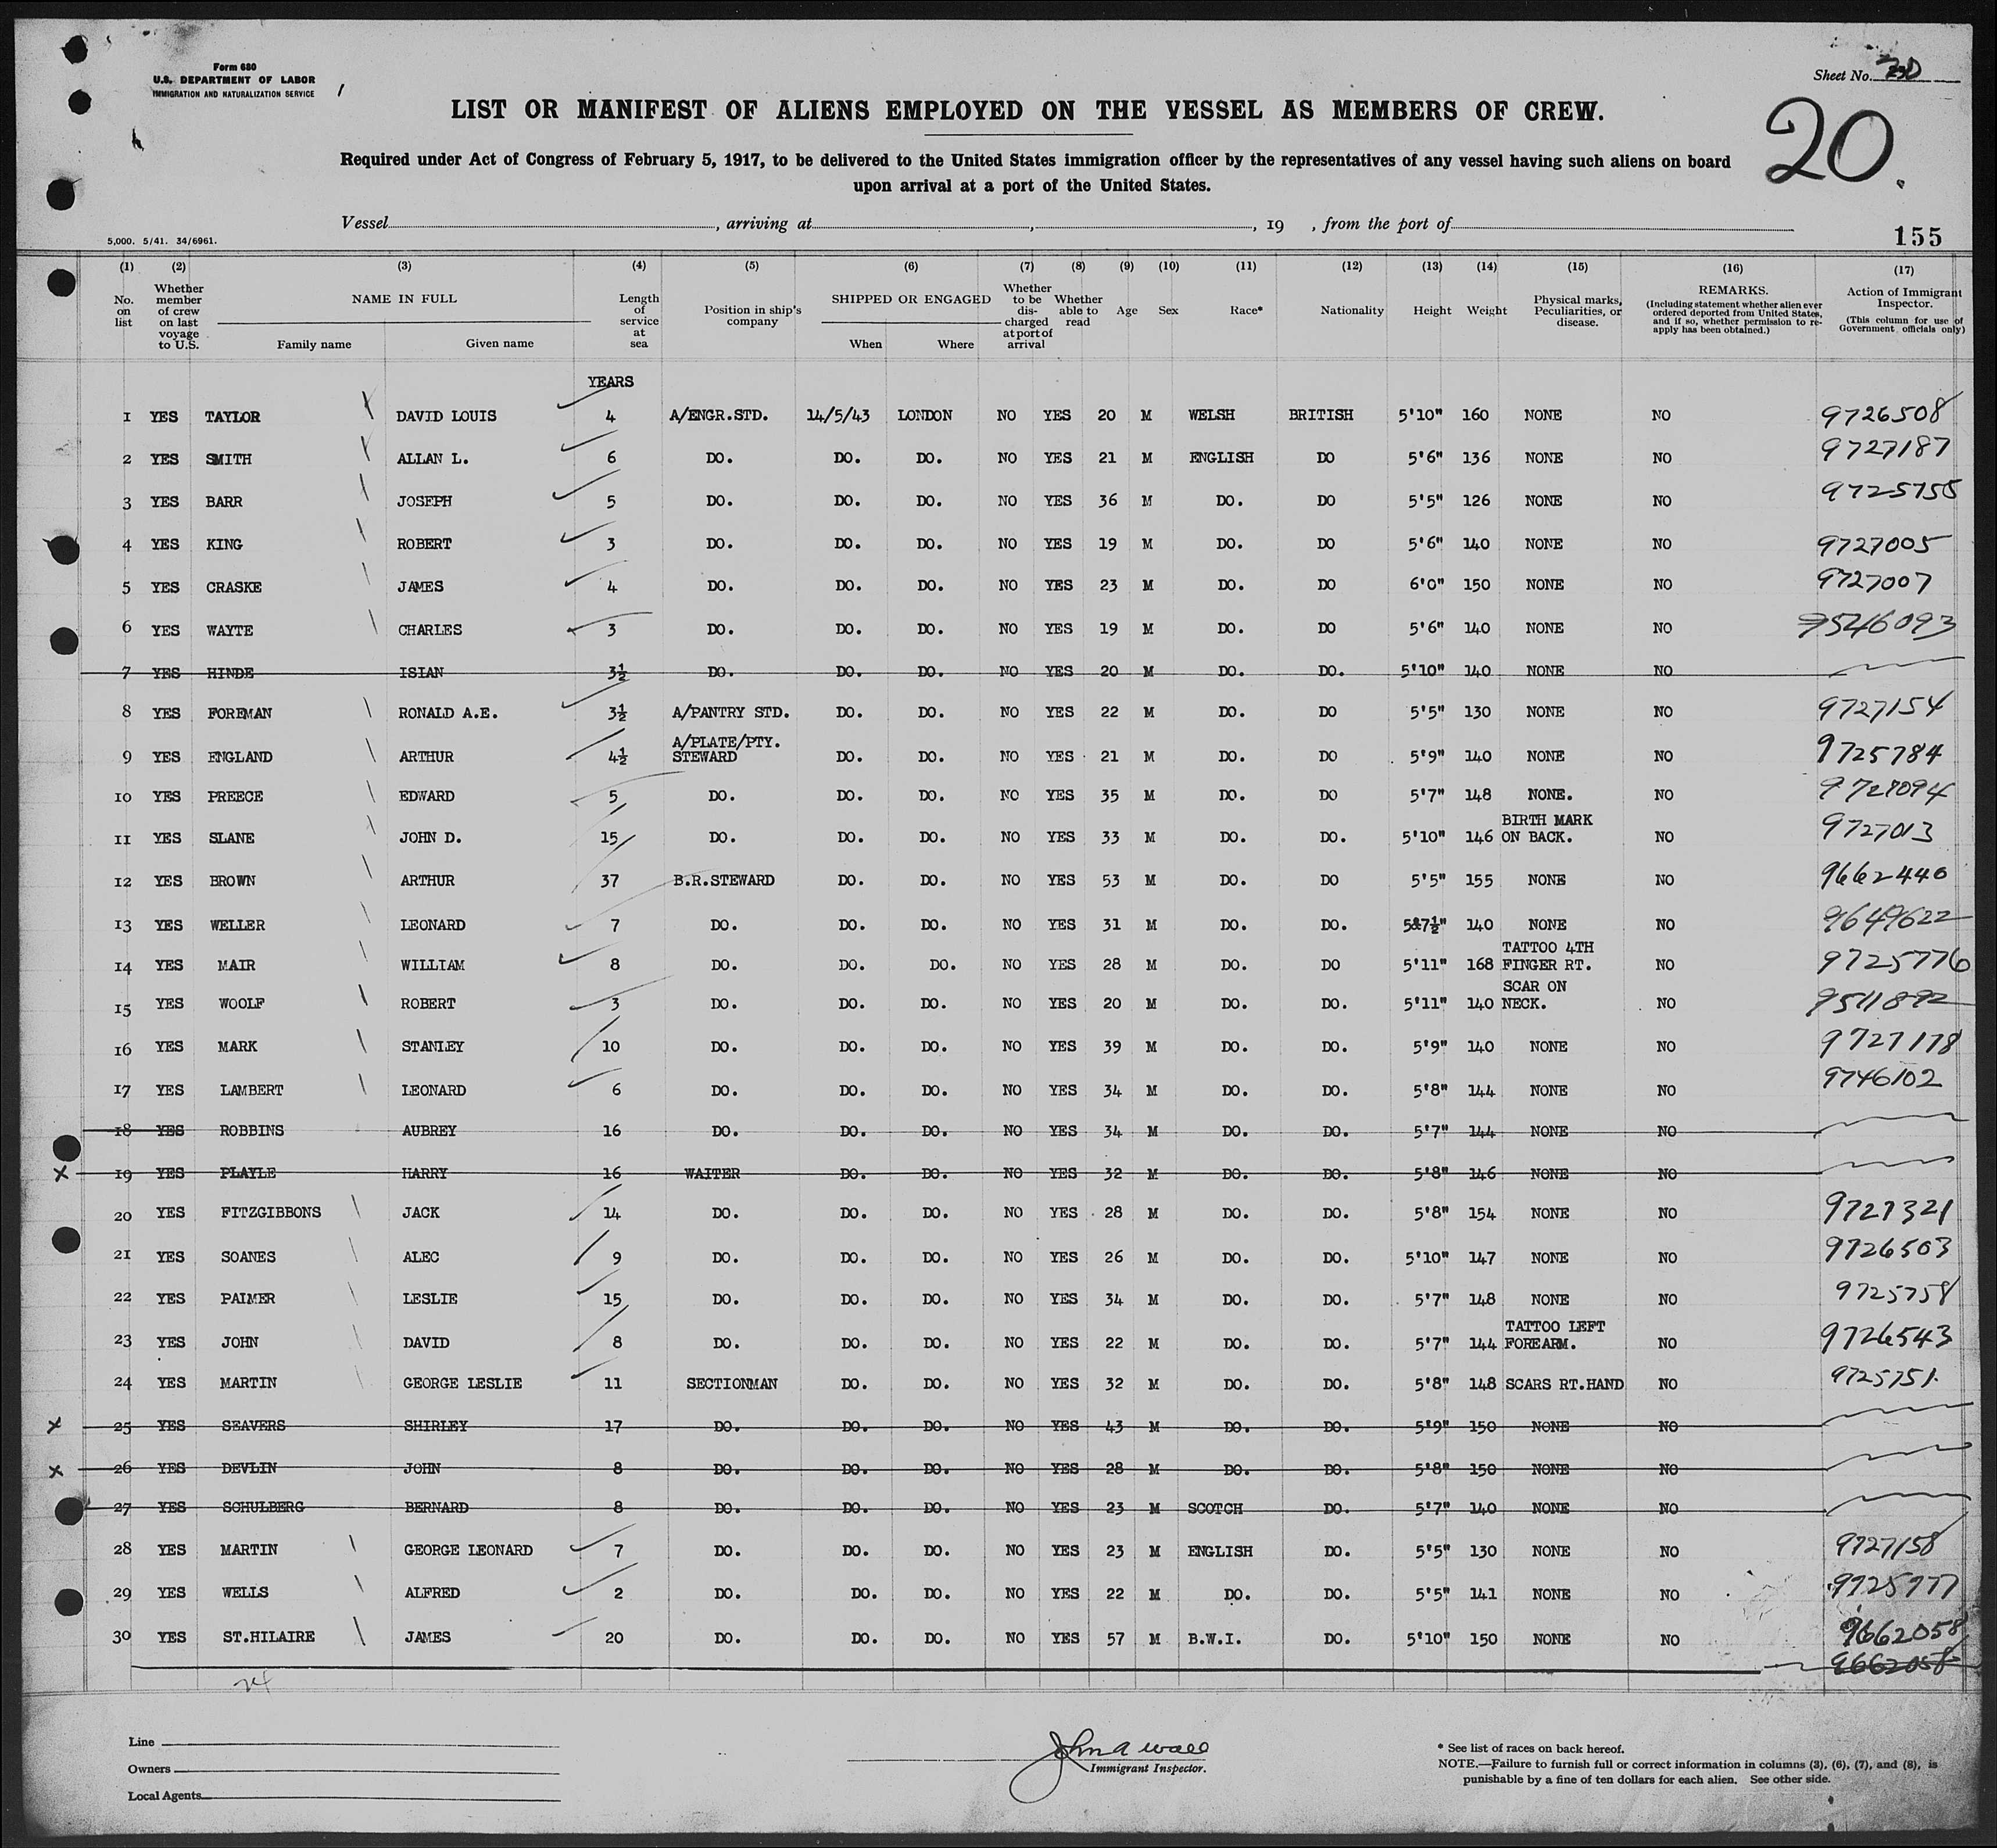 Form 680
U.S. DEPARTMENT OF LABOR
IMMIGRATION AND NATURALIZATION SERVICE
Sheet No.
LIST OR MANIFEST OF ALIENS EMPLOYED ON THE VESSEL AS MEMBERS OF CREW.
20.
Required under Act of Congress of February 5, 1917, to be delivered to the United States immigration officer by the representatives of any vessel having such aliens on board
upon arrival at a port of the United States.
Vessel , arriving at , , 19 , from the port of
5,000. 5/41. 34/6961.
155
(1) (2) (3) (4) (5) (6) (7) (8) (9) (10) (11) (12) (13) (14) (15) (16) (17)
No. on list Whether member of crew on last voyage to U.S. NAME IN FULL Family name Given name Length of service at sea Position in ship's company SHIPPED OR ENGAGED When Where Whether to be discharged at port of arrival Whether able to read Age Sex Race* Nationality Height Weight Physical marks, Peculiarities, or disease. REMARKS. (Including statement whether alien ever ordered deported from United States, and if so, whether permission to re-apply has been obtained.) Action of Immigrant Inspector. (This column for use of Government officials only)
YEARS
1 YES TAYLOR DAVID LOUIS 4 A/ENGR.STD. 14/5/43 LONDON NO YES 20 M WELSH BRITISH 5'10" 160 NONE NO 9726508
2 YES SMITH ALLAN L. 6 DO. DO. DO. NO YES 21 M ENGLISH DO 5'6" 136 NONE NO 9727187
3 YES BARR JOSEPH 5 DO. DO. DO. NO YES 36 M DO. DO 5'5" 126 NONE NO 9725755
4 YES KING ROBERT 3 DO. DO. DO. NO YES 19 M DO. DO 5'6" 140 NONE NO 9727005
5 YES CRASKE JAMES 4 DO. DO. DO. NO YES 23 M DO. DO 6'0" 150 NONE NO 9727007
6 YES WAYTE CHARLES 3 DO. DO. DO. NO YES 19 M DO. DO 5'6" 140 NONE NO 9546093
7 YES HINDE ISIAN 3½ DO. DO. DO. NO YES 20 M DO. DO. 5'10" 140 NONE NO
8 YES FOREMAN RONALD A.E. 3½ A/PANTRY STD. DO. DO. NO YES 22 M DO. DO 5'5" 130 NONE NO 9727154
9 YES ENGLAND ARTHUR 4½ A/PLATE/PTY. STEWARD DO. DO. NO YES 21 M DO. DO 5'9" 140 NONE NO 9725784
10 YES PREECE EDWARD 5 DO. DO. DO. NO YES 35 M DO. DO 5'7" 148 NONE. NO 9727094
11 YES SLANE JOHN D. 15 DO. DO. DO. NO YES 33 M DO. DO. 5'10" 146 BIRTH MARK ON BACK. NO 9727013
12 YES BROWN ARTHUR 37 B.R.STEWARD DO. DO. NO YES 53 M DO. DO 5'5" 155 NONE NO 9662440
13 YES WELLER LEONARD 7 DO. DO. DO. NO YES 31 M DO. DO. 5&7½" 140 NONE NO 9649622
14 YES MAIR WILLIAM 8 DO. DO. DO. NO YES 28 M DO. DO 5'11" 168 TATTOO 4TH FINGER RT. NO 9725776
15 YES WOOLF ROBERT 3 DO. DO. DO. NO YES 20 M DO. DO. 5'11" 140 SCAR ON NECK. NO 9511892
16 YES MARK STANLEY 10 DO. DO. DO. NO YES 39 M DO. DO. 5'9" 140 NONE NO 9727178
17 YES LAMBERT LEONARD 6 DO. DO. DO. NO YES 34 M DO. DO. 5'8" 144 NONE NO 9746102
18 YES ROBBINS AUBREY 16 DO. DO. DO. NO YES 34 M DO. DO. 5'7" 144 NONE NO
x 19 YES PLAYLE HARRY 16 WAITER DO. DO. NO YES 32 M DO. DO. 5'8" 146 NONE NO
20 YES FITZGIBBONS JACK 14 DO. DO. DO. NO YES 28 M DO. DO. 5'8" 154 NONE NO 9727321
21 YES SOANES ALEC 9 DO. DO. DO. NO YES 26 M DO. DO. 5'10" 147 NONE NO 9726503
22 YES PALMER LESLIE 15 DO. DO. DO. NO YES 34 M DO. DO. 5'7" 148 NONE NO 9725758
23 YES JOHN DAVID 8 DO. DO. DO. NO YES 22 M DO. DO. 5'7" 144 TATTOO LEFT FOREARM. NO 9726543
24 YES MARTIN GEORGE LESLIE 11 SECTIONMAN DO. DO. NO YES 32 M DO. DO. 5'8" 148 SCARS RT.HAND NO 9725751.
x 25 YES SEAVERS SHIRLEY 17 DO. DO. DO. NO YES 43 M DO. DO. 5'9" 150 NONE NO
x 26 YES DEVLIN JOHN 8 DO. DO. DO. NO YES 28 M DO. DO. 5'8" 150 NONE NO
27 YES SCHULBERG BERNARD 8 DO. DO. DO. NO YES 23 M SCOTCH DO. 5'7" 140 NONE NO
28 YES MARTIN GEORGE LEONARD 7 DO. DO. DO. NO YES 23 M ENGLISH DO. 5'5" 130 NONE NO 9727158
29 YES WELLS ALFRED 2 DO. DO. DO. NO YES 22 M DO. DO. 5'5" 141 NONE NO 9725777
30 YES ST.HILAIRE JAMES 20 DO. DO. DO. NO YES 57 M B.W.I. DO. 5'10" 150 NONE NO 9662058
9662058
24
Line
Owners
Local Agents
John A Wall
Immigrant Inspector.
* See list of races on back hereof.
NOTE.—Failure to furnish full or correct information in columns (3), (6), (7), and (8), is
punishable by a fine of ten dollars for each alien. See other side.